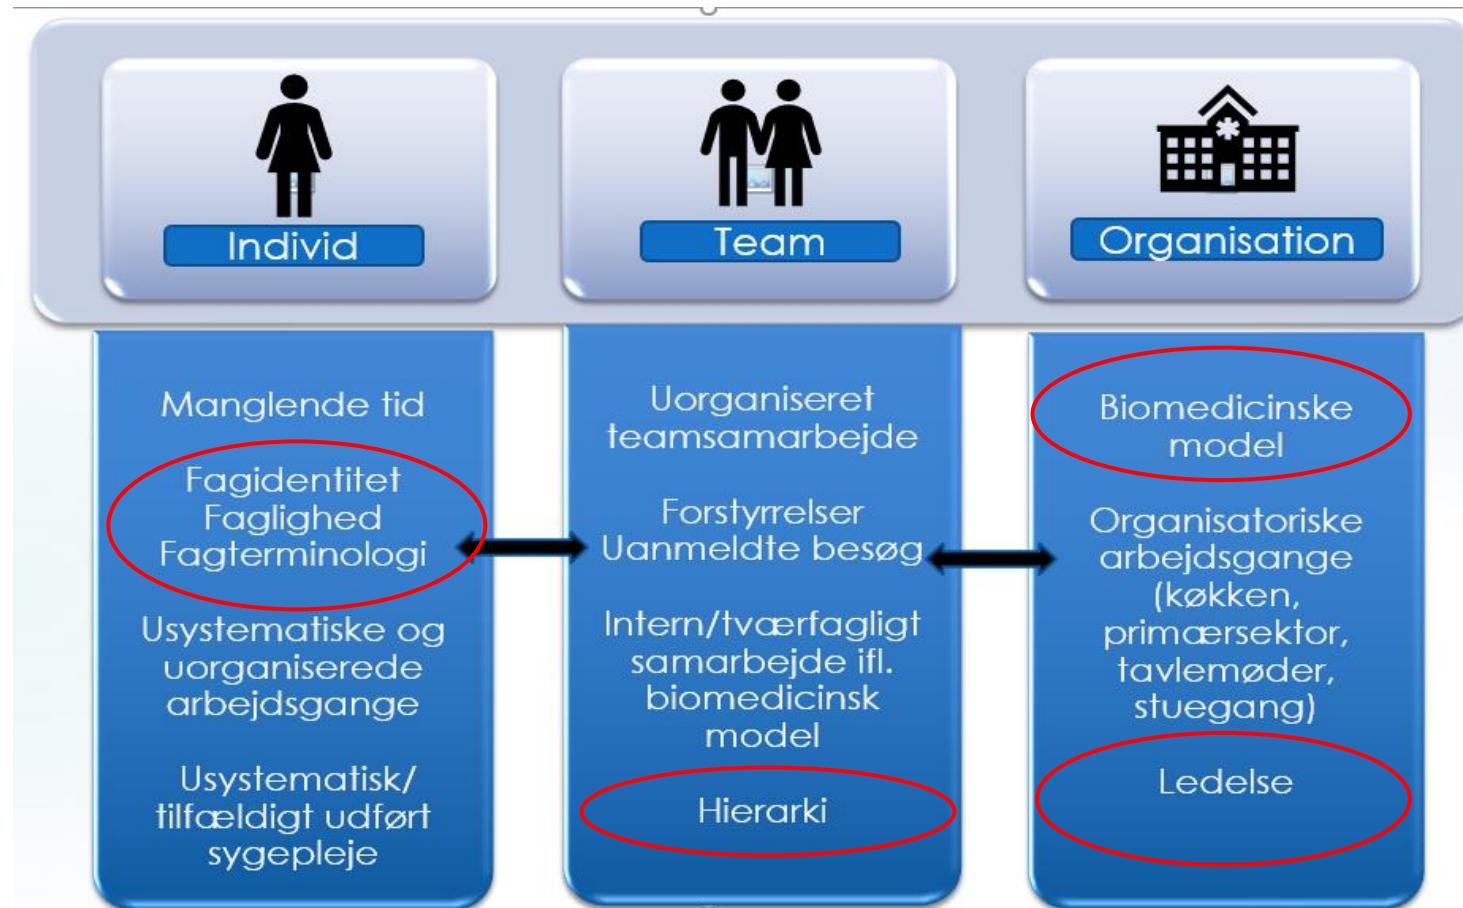 Individ
Team
Organisation
Manglende tid
Fagidentitet
Faglighed
Fagterminologi
Usystematiske og
uorganiserede
arbejdsgange
Usystematisk/
tilfældigt udført
sygepleje
Uorganiseret
teamsamarbejde
Forstyrrelser
Uanmeldte besøg
Intern/tværfagligt
samarbejde ifl.
biomedicinsk
model
Hierarki
Biomedicinske
model
Organisatoriske
arbejdsgange
(køkken,
primærsektor,
tavlemøder,
stuegang)
Ledelse